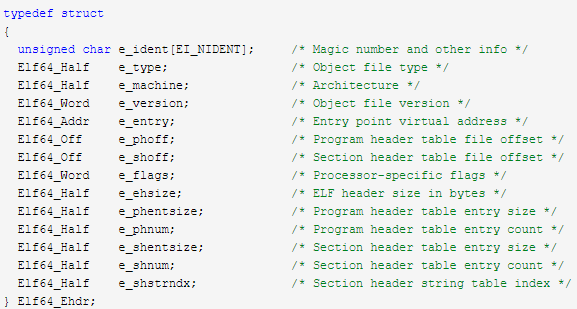 typedef struct
{
  unsigned char e_ident[EI_NIDENT];     /* Magic number and other info */
  Elf64_Half    e_type;                 /* Object file type */
  Elf64_Half    e_machine;              /* Architecture */
  Elf64_Word    e_version;              /* Object file version */
  Elf64_Addr    e_entry;                /* Entry point virtual address */
  Elf64_Off     e_phoff;                /* Program header table file offset */
  Elf64_Off     e_shoff;                /* Section header table file offset */
  Elf64_Word    e_flags;                /* Processor-specific flags */
  Elf64_Half    e_ehsize;               /* ELF header size in bytes */
  Elf64_Half    e_phentsize;            /* Program header table entry size */
  Elf64_Half    e_phnum;                /* Program header table entry count */
  Elf64_Half    e_shentsize;            /* Section header table entry size */
  Elf64_Half    e_shnum;                /* Section header table entry count */
  Elf64_Half    e_shstrndx;             /* Section header string table index */
} Elf64_Ehdr;